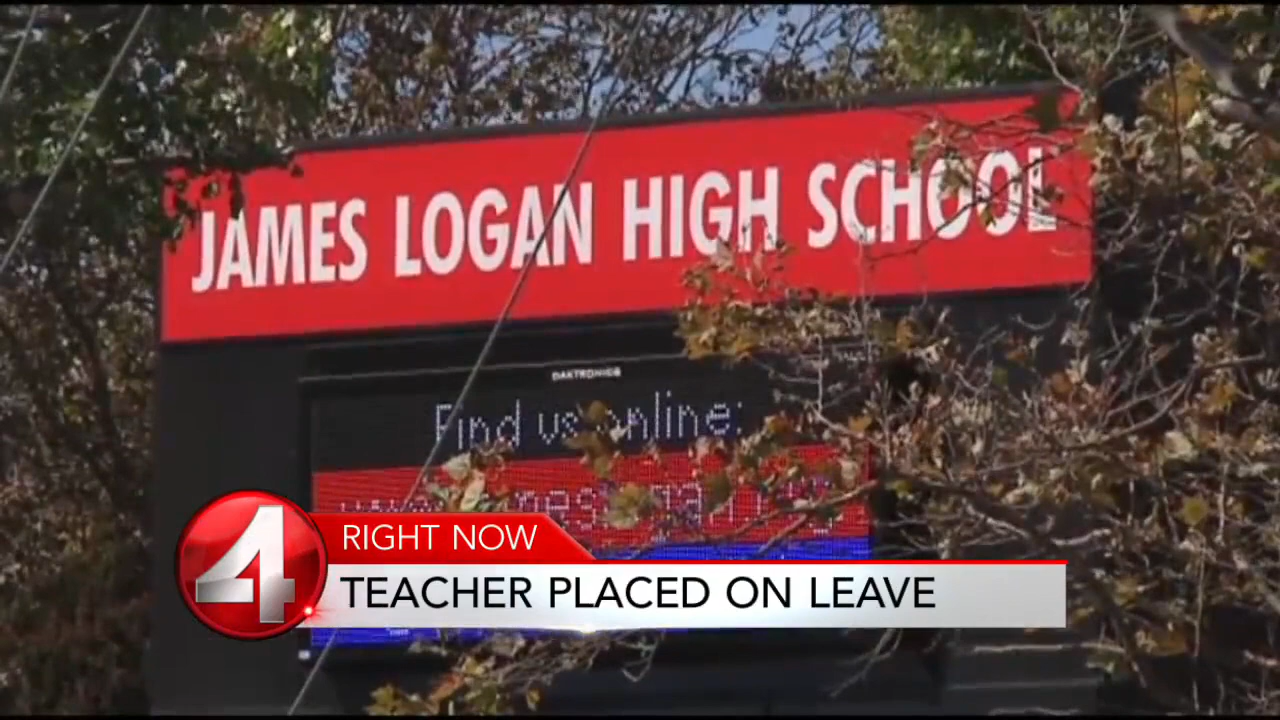 JAMES LOGAN HIGH SCHOOL
DAKTRONICS
Find us online:
4
RIGHT NOW
TEACHER PLACED ON LEAVE